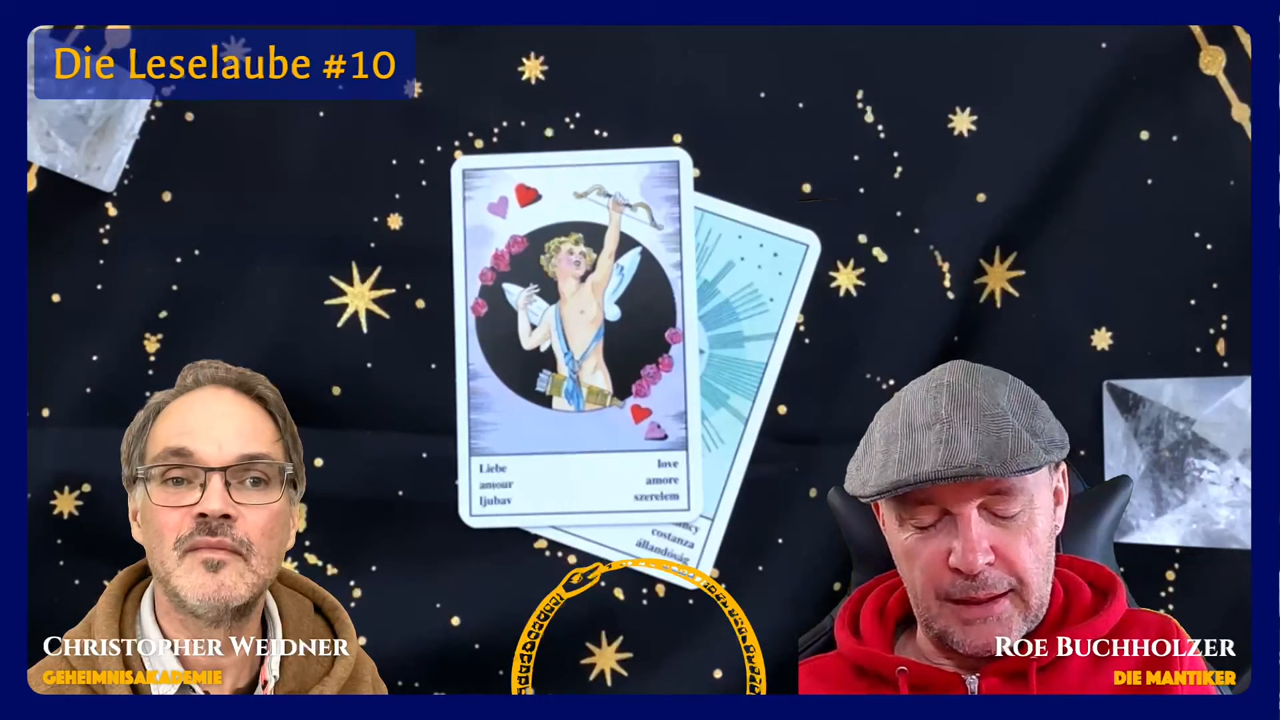 Die Leselaube #10
Liebe
amour
ljubav
love
amore
szerelem
costanza
állandóság
Christopher Weidner
GEHEIMNISAKADEMIE
Roe Buchholzer
DIE MANTIKER